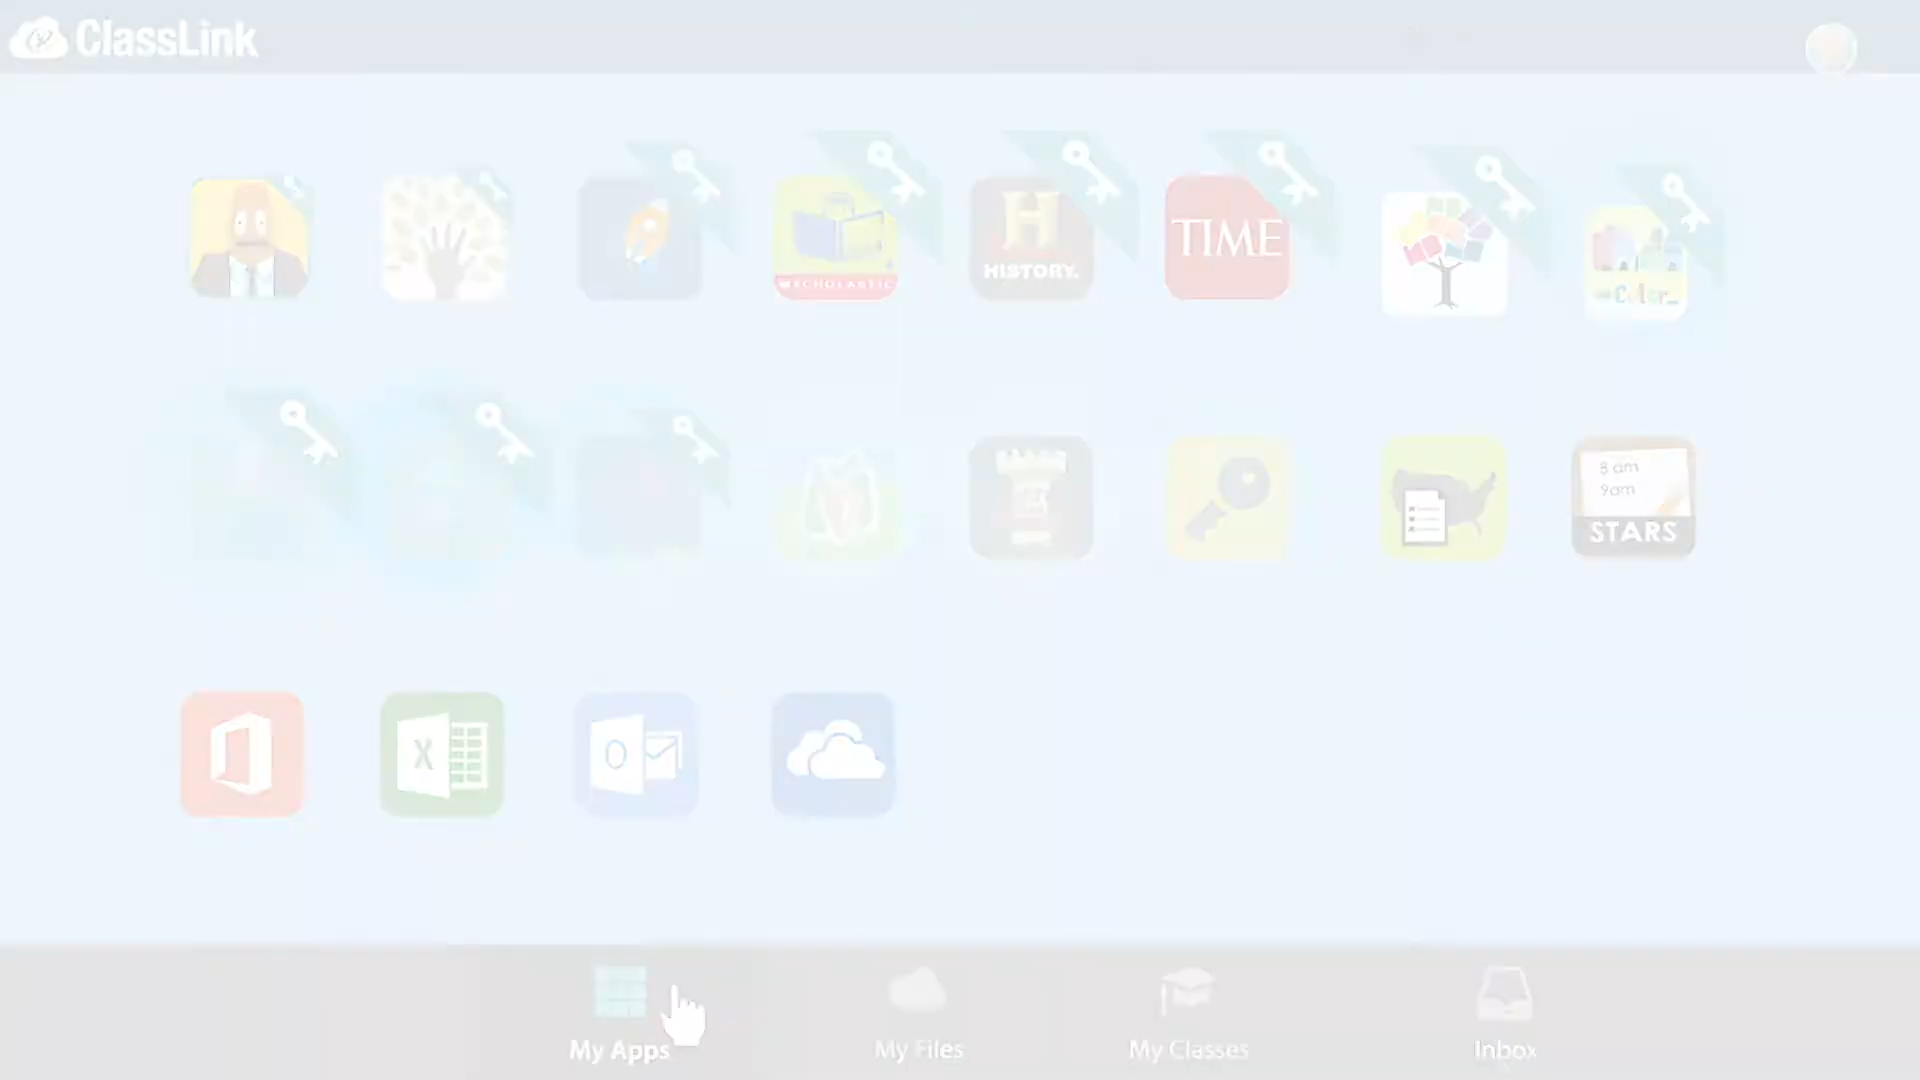 ClassLink
SCHOLASTIC
HISTORY.
TIME
Color
8 am
9am
STARS
X
O
My Apps
My Files
My Classes
Inbox